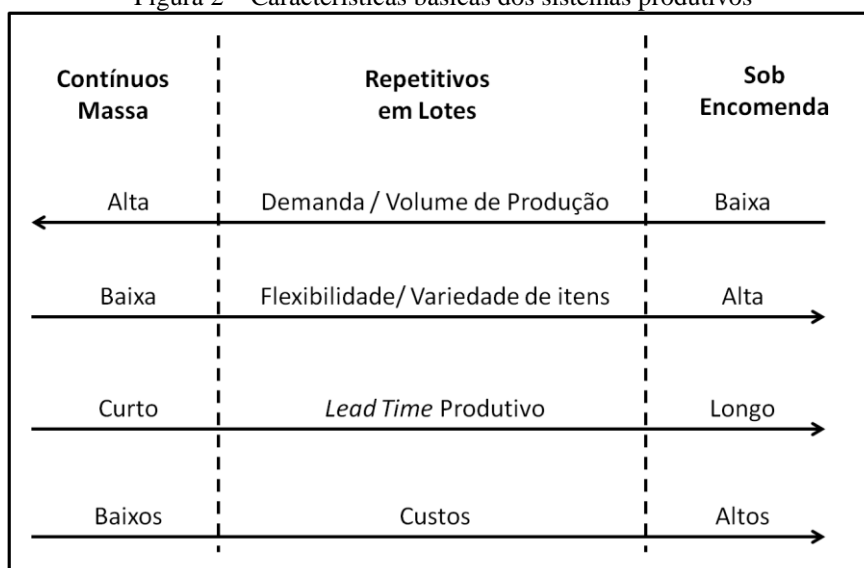 Figura 2 – Características básicas dos sistemas produtivos
Contínuos
Massa
Repetitivos
em Lotes
Sob
Encomenda
Alta Demanda / Volume de Produção Baixa
Baixa Flexibilidade/ Variedade de itens Alta
Curto Lead Time Produtivo Longo
Baixos Custos Altos